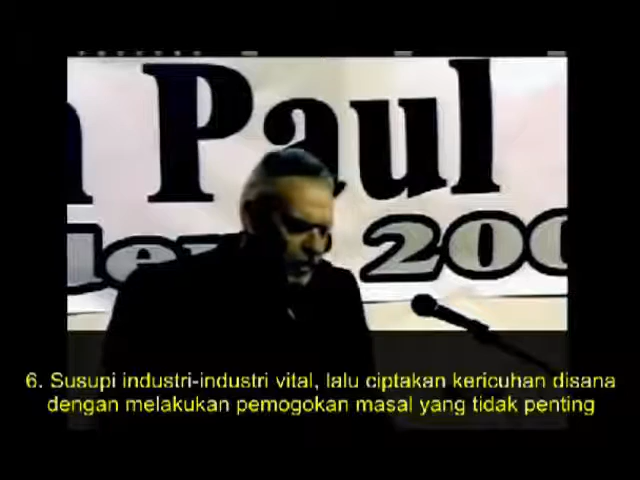 Paul
200
6. Susupi industri-industri vital, lalu ciptakan kericuhan disana
dengan melakukan pemogokan masal yang tidak penting